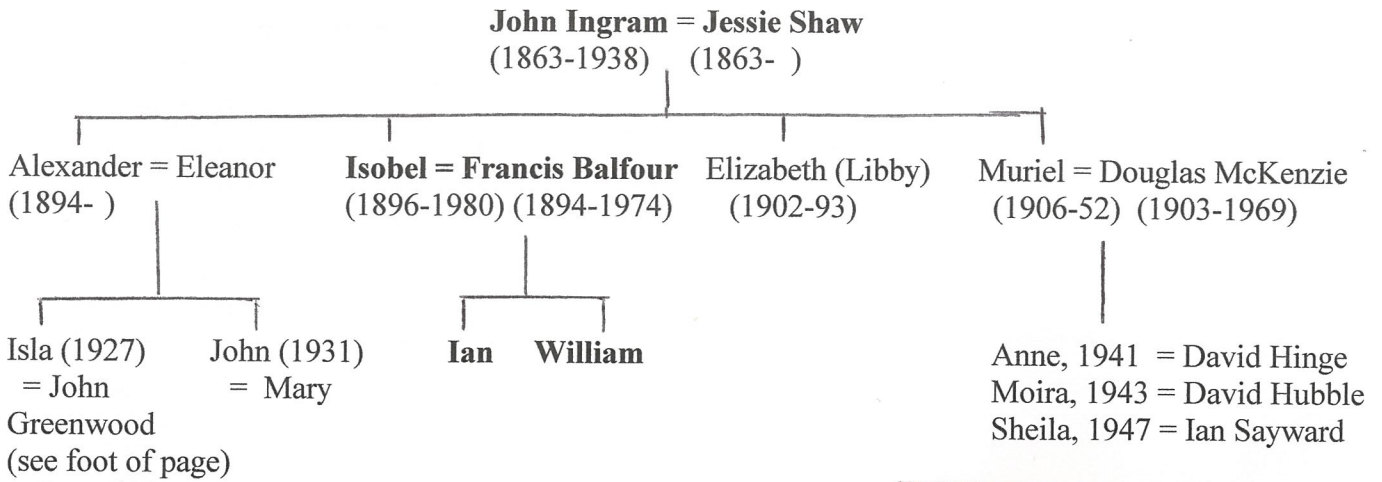 John Ingram = Jessie Shaw
(1863-1938) (1863- )
Alexander = Eleanor Isobel = Francis Balfour Elizabeth (Libby) Muriel = Douglas McKenzie
(1894- ) (1896-1980) (1894-1974) (1902-93) (1906-52) (1903-1969)
Isla (1927) John (1931) Ian William Anne, 1941 = David Hinge
= John = Mary Moira, 1943 = David Hubble
Greenwood Sheila, 1947 = Ian Sayward
(see foot of page)